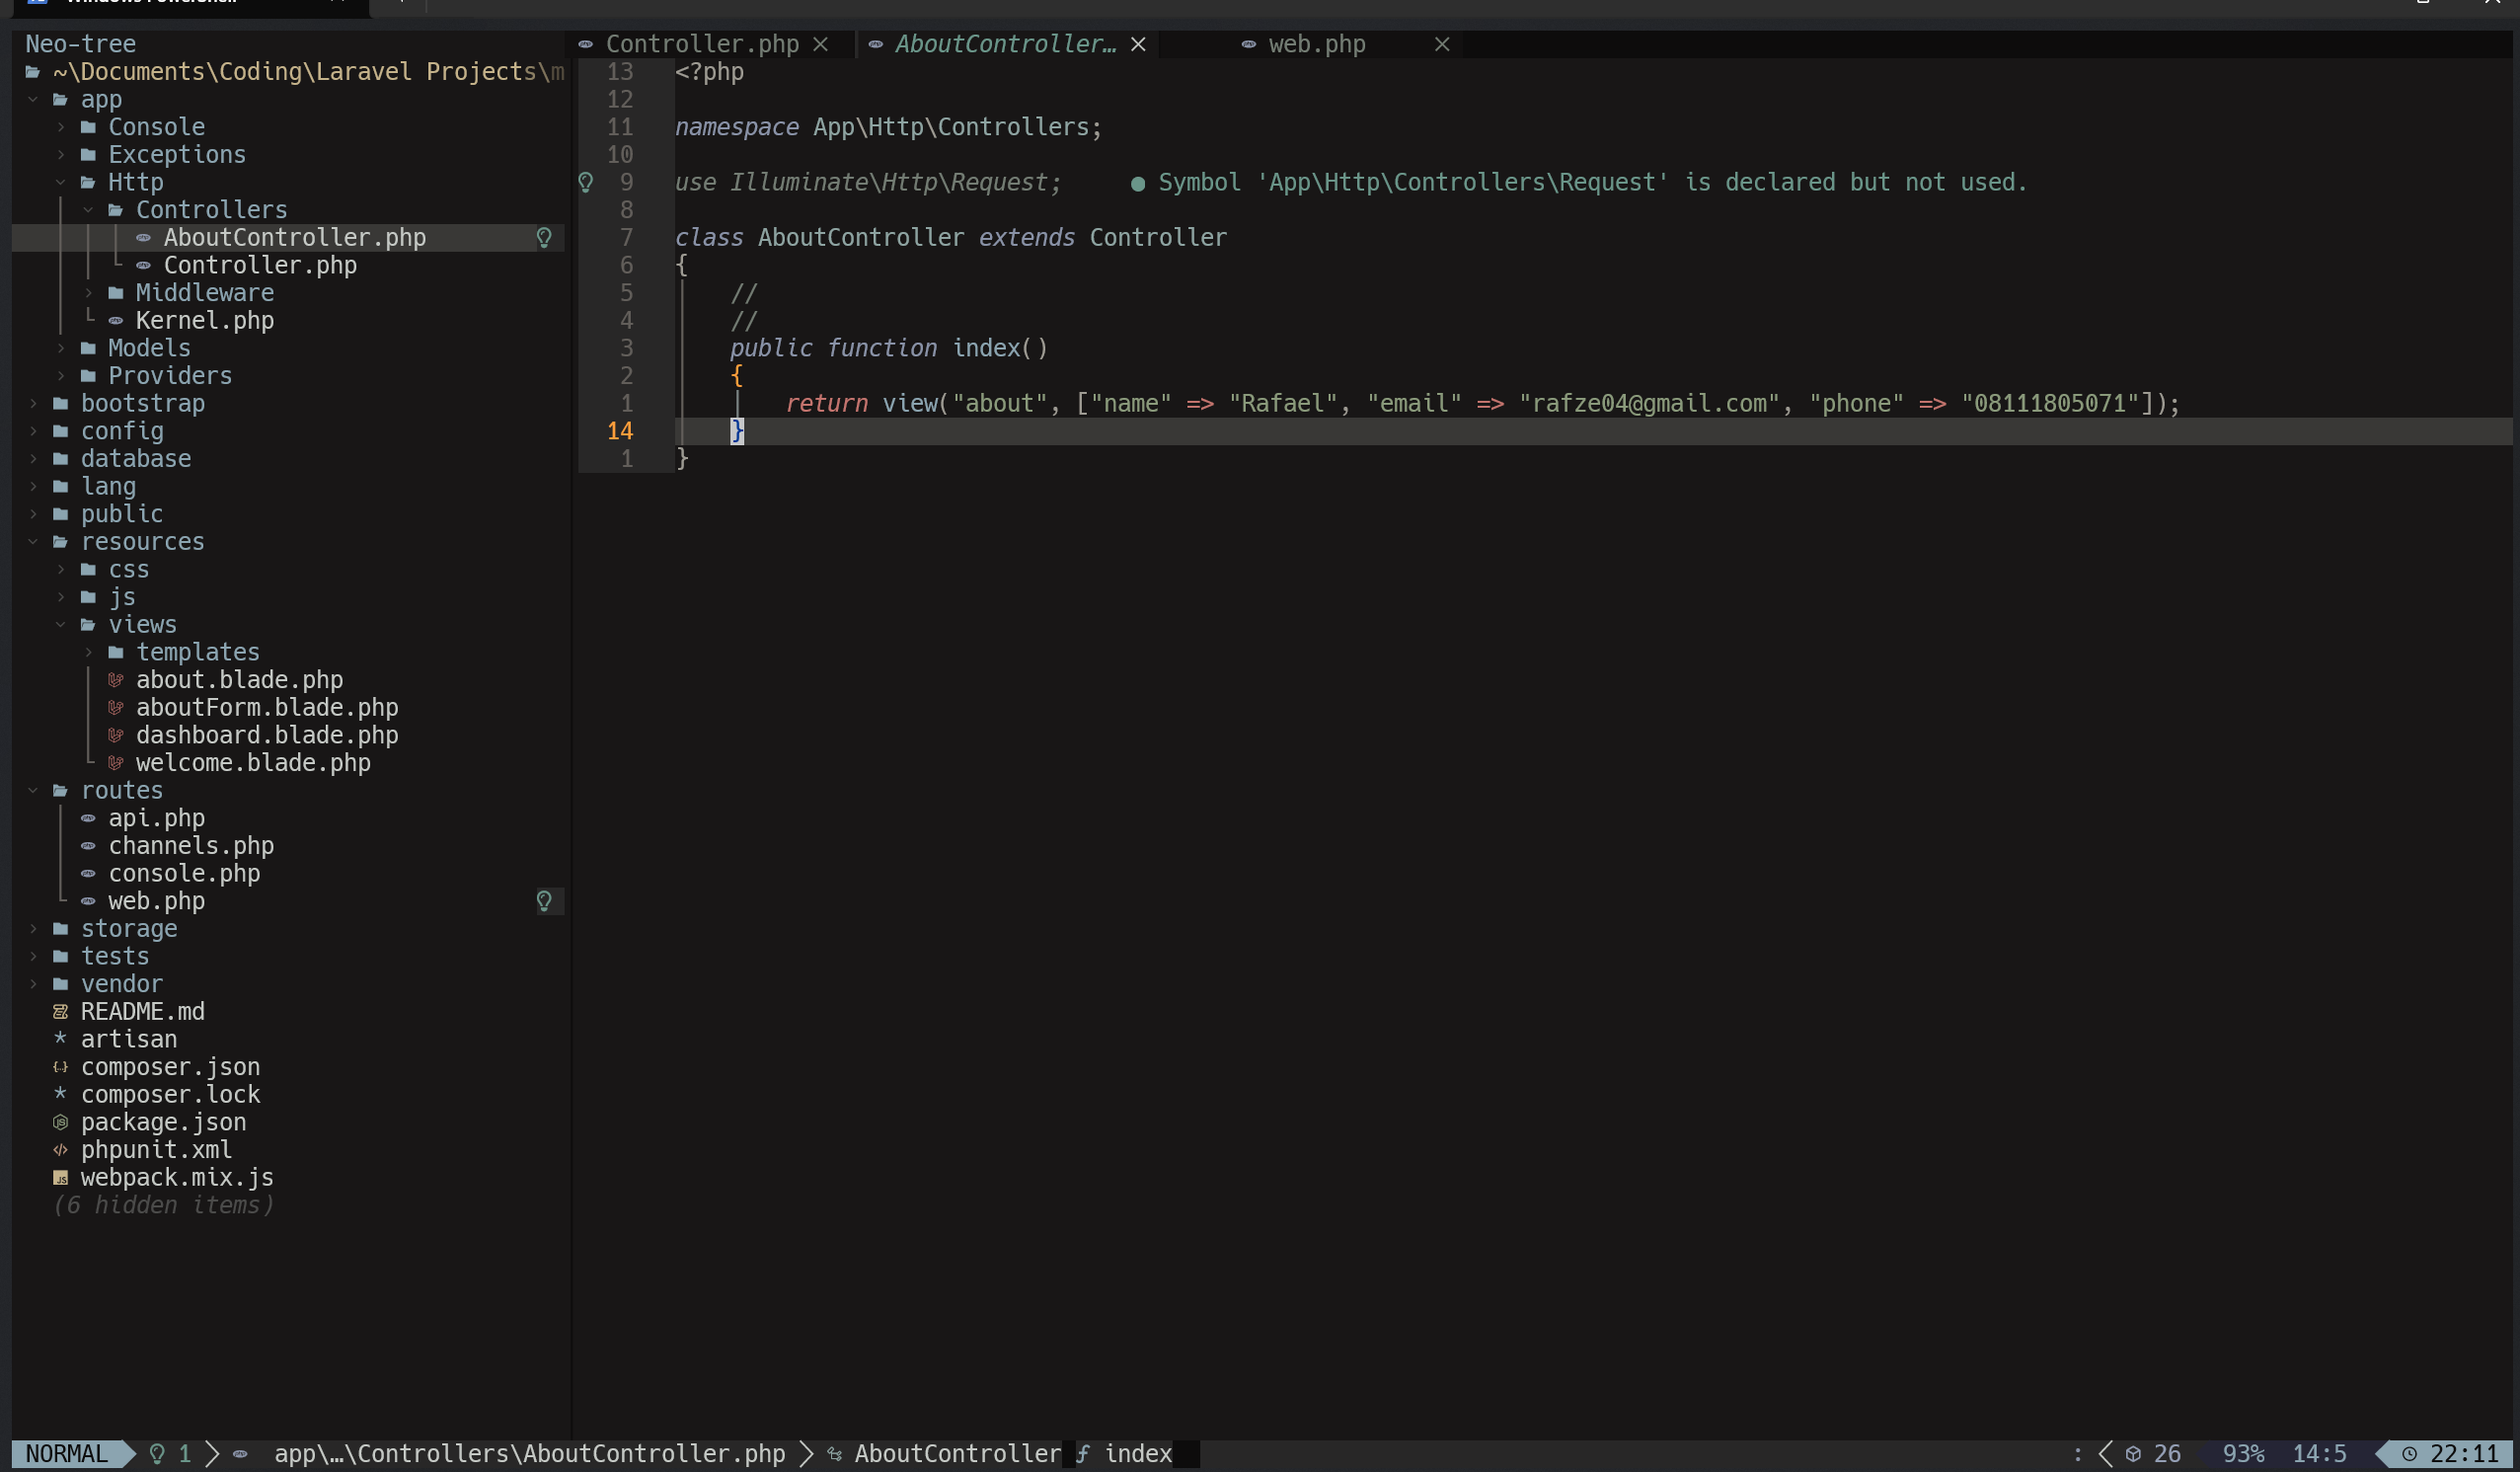 Windows PowerShell
Neo-tree
~\Documents\Coding\Laravel Projects\m
app
Console
Exceptions
Http
Controllers
AboutController.php
Controller.php
Middleware
Kernel.php
Models
Providers
bootstrap
config
database
lang
public
resources
css
js
views
templates
about.blade.php
aboutForm.blade.php
dashboard.blade.php
welcome.blade.php
routes
api.php
channels.php
console.php
web.php
storage
tests
vendor
README.md
artisan
composer.json
composer.lock
package.json
phpunit.xml
webpack.mix.js
(6 hidden items)
Controller.php AboutController… web.php
13 <?php
12
11 namespace App\Http\Controllers;
10
9 use Illuminate\Http\Request; ● Symbol 'App\Http\Controllers\Request' is declared but not used.
8
7 class AboutController extends Controller
6 {
5 //
4 //
3 public function index()
2 {
1 return view("about", ["name" => "Rafael", "email" => "rafze04@gmail.com", "phone" => "08111805071"]);
14 }
1 }
NORMAL 1 app\…\Controllers\AboutController.php AboutController ƒ index : 26 93% 14:5 22:11